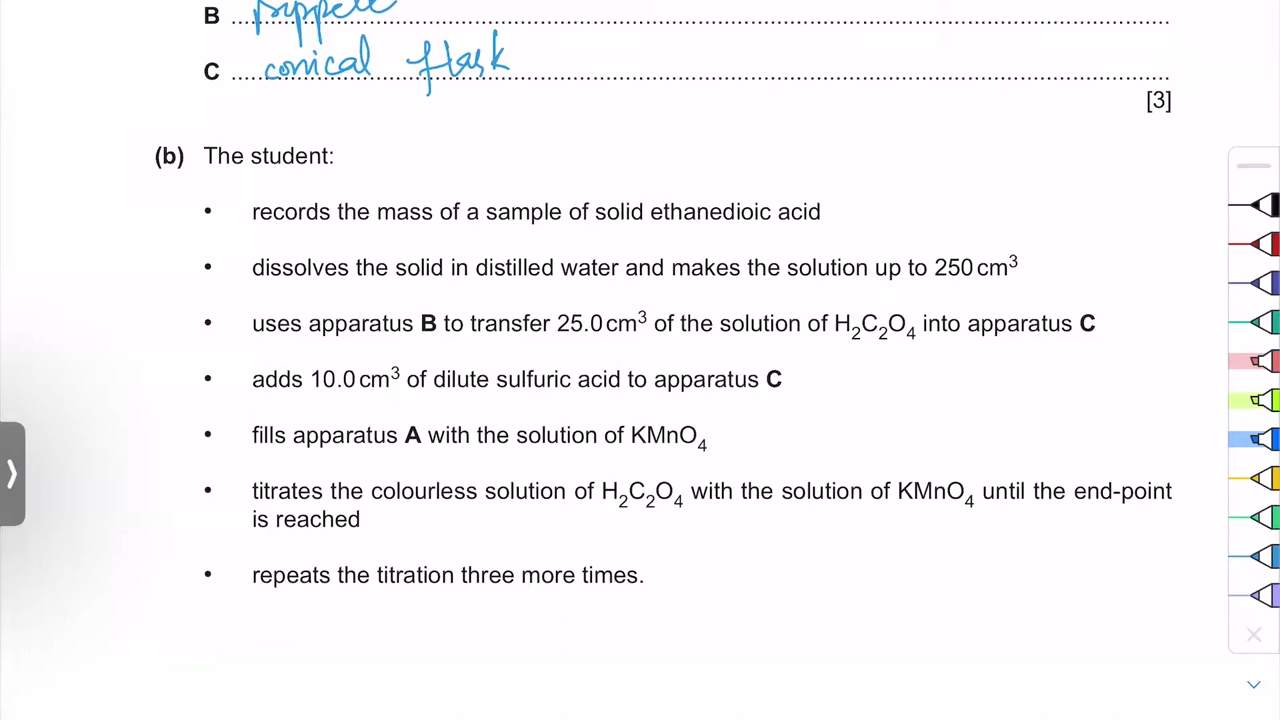 B ........................
C ...conical flask........................
[3]
(b) The student:
• records the mass of a sample of solid ethanedioic acid
• dissolves the solid in distilled water and makes the solution up to 250 cm³
• uses apparatus B to transfer 25.0 cm³ of the solution of H₂C₂O₄ into apparatus C
• adds 10.0 cm³ of dilute sulfuric acid to apparatus C
• fills apparatus A with the solution of KMnO₄
• titrates the colourless solution of H₂C₂O₄ with the solution of KMnO₄ until the end-point
is reached
• repeats the titration three more times.